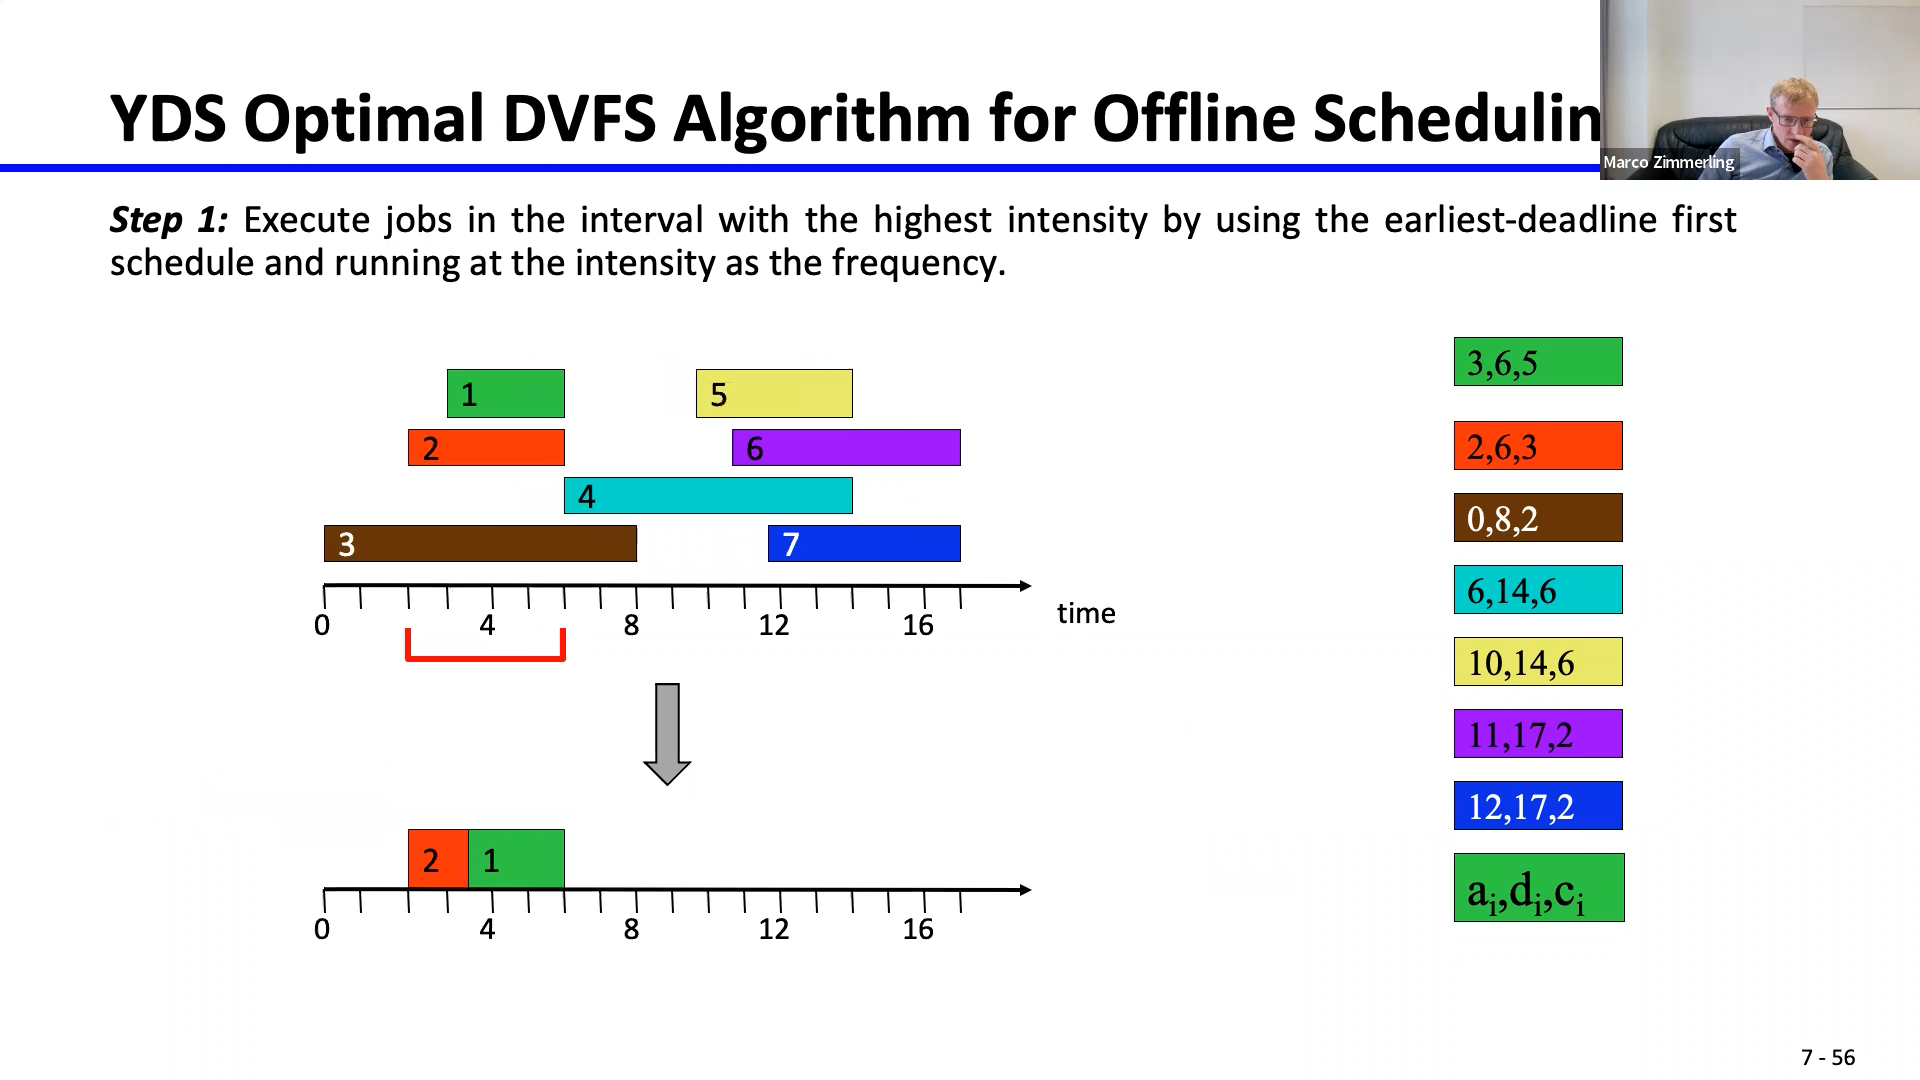 YDS Optimal DVFS Algorithm for Offline Schedulin
Marco Zimmerling
Step 1: Execute jobs in the interval with the highest intensity by using the earliest-deadline first
schedule and running at the intensity as the frequency.
1
5
2
6
4
3
7
0 4 8 12 16
time
2 1
0 4 8 12 16
3,6,5
2,6,3
0,8,2
6,14,6
10,14,6
11,17,2
12,17,2
ai,di,ci
7 - 56